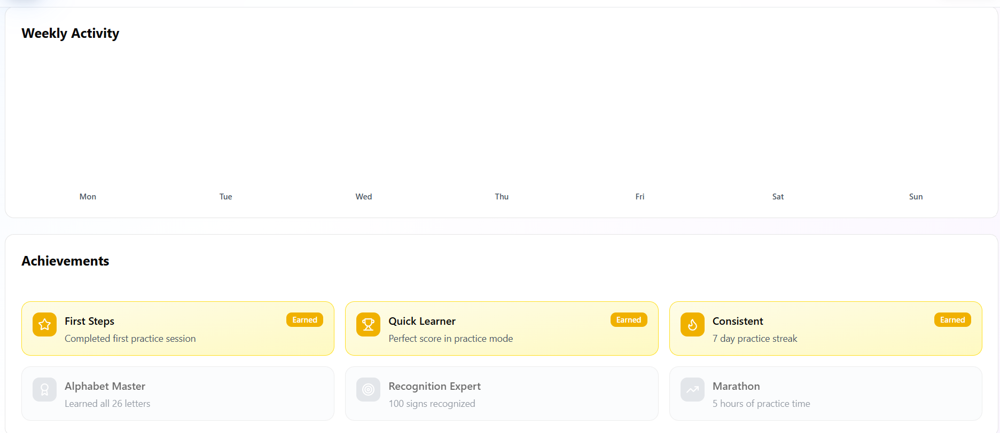 Weekly Activity
Mon Tue Wed Thu Fri Sat Sun
Achievements
First Steps
Earned
Completed first practice session
Quick Learner
Earned
Perfect score in practice mode
Consistent
Earned
7 day practice streak
Alphabet Master
Learned all 26 letters
Recognition Expert
100 signs recognized
Marathon
5 hours of practice time